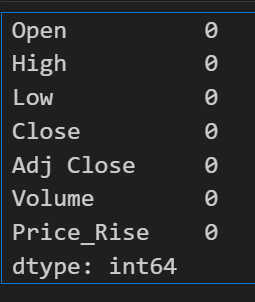 Open 0
High 0
Low 0
Close 0
Adj Close 0
Volume 0
Price_Rise 0
dtype: int64